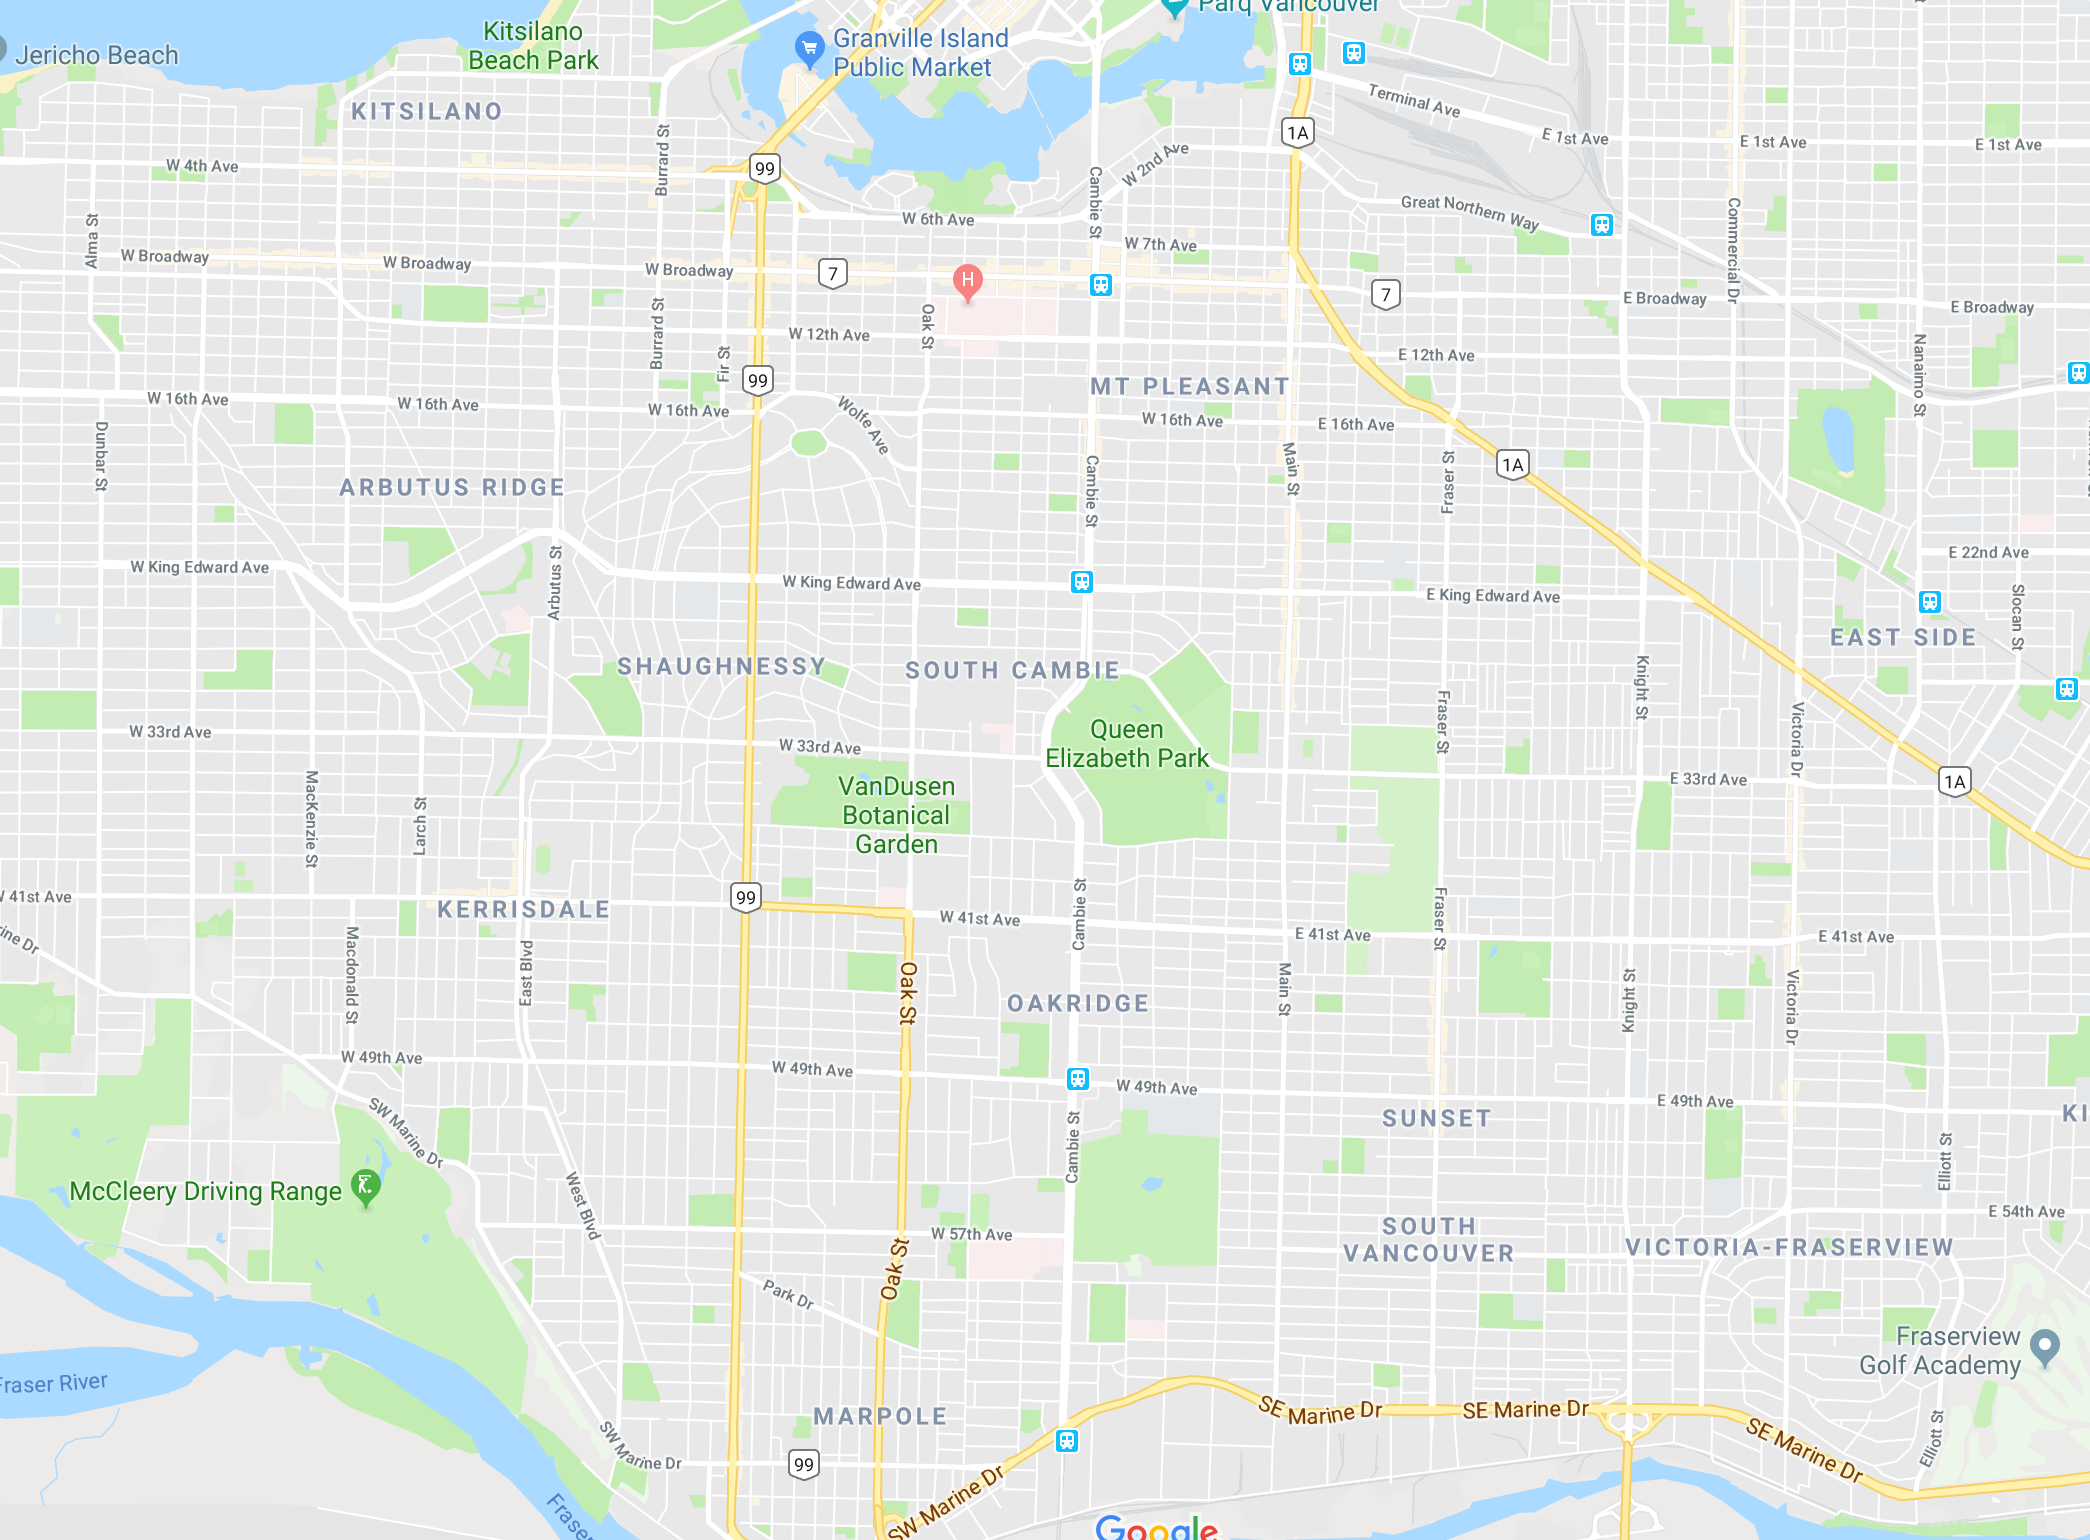 Parq Vancouver
Kitsilano
Beach Park
Granville Island
Public Market
Jericho Beach
KITSILANO
Terminal Ave
1A
E 1st Ave
E 1st Ave
E 1st Ave
Burrard St
W 4th Ave
99
W 2nd Ave
Cambie St
Alma St
W 6th Ave
Great Northern Way
Commercial Dr
W 7th Ave
W Broadway
W Broadway
W Broadway
7
H
7
E Broadway
E Broadway
Burrard St
Oak St
W 12th Ave
Fir St
E 12th Ave
Nanaimo St
99
MT PLEASANT
W 16th Ave
W 16th Ave
W 16th Ave
Wolfe Ave
W 16th Ave
E 16th Ave
Dunbar St
Main St
Fraser St
1A
ARBUTUS RIDGE
Cambie St
E 22nd Ave
W King Edward Ave
Arbutus St
W King Edward Ave
E King Edward Ave
Slocan St
EAST SIDE
SHAUGHNESSY
SOUTH CAMBIE
Knight St
Fraser St
Queen
Elizabeth Park
W 33rd Ave
W 33rd Ave
Victoria Dr
E 33rd Ave
1A
VanDusen
Botanical
Garden
MacKenzie St
Larch St
W 41st Ave
99
KERRISDALE
W 41st Ave
Cambie St
Fraser St
E 41st Ave
E 41st Ave
ine Dr
Macdonald St
East Blvd
Oak St
OAKRIDGE
Main St
Knight St
Victoria Dr
W 49th Ave
W 49th Ave
W 49th Ave
E 49th Ave
SUNSET
KI
SW Marine Dr
Cambie St
Elliott St
McCleery Driving Range
West Blvd
W 57th Ave
E 54th Ave
SOUTH
VANCOUVER
VICTORIA-FRASERVIEW
Oak St
Park Dr
Fraserview
Golf Academy
Fraser River
MARPOLE
SE Marine Dr
SE Marine Dr
SE Marine Dr
Elliott St
SW Marine Dr
99
SW Marine Dr
Fraser
Google